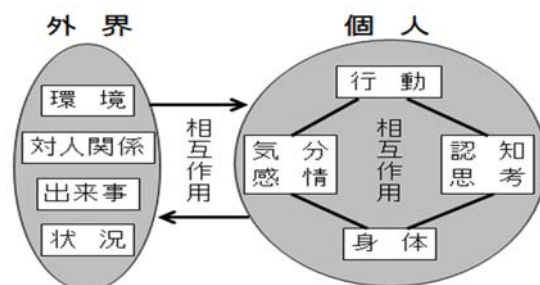 外界
個人
環境
対人関係
出来事
状況
相互作用
行動
気分
感情
相互作用
認知
思考
身体